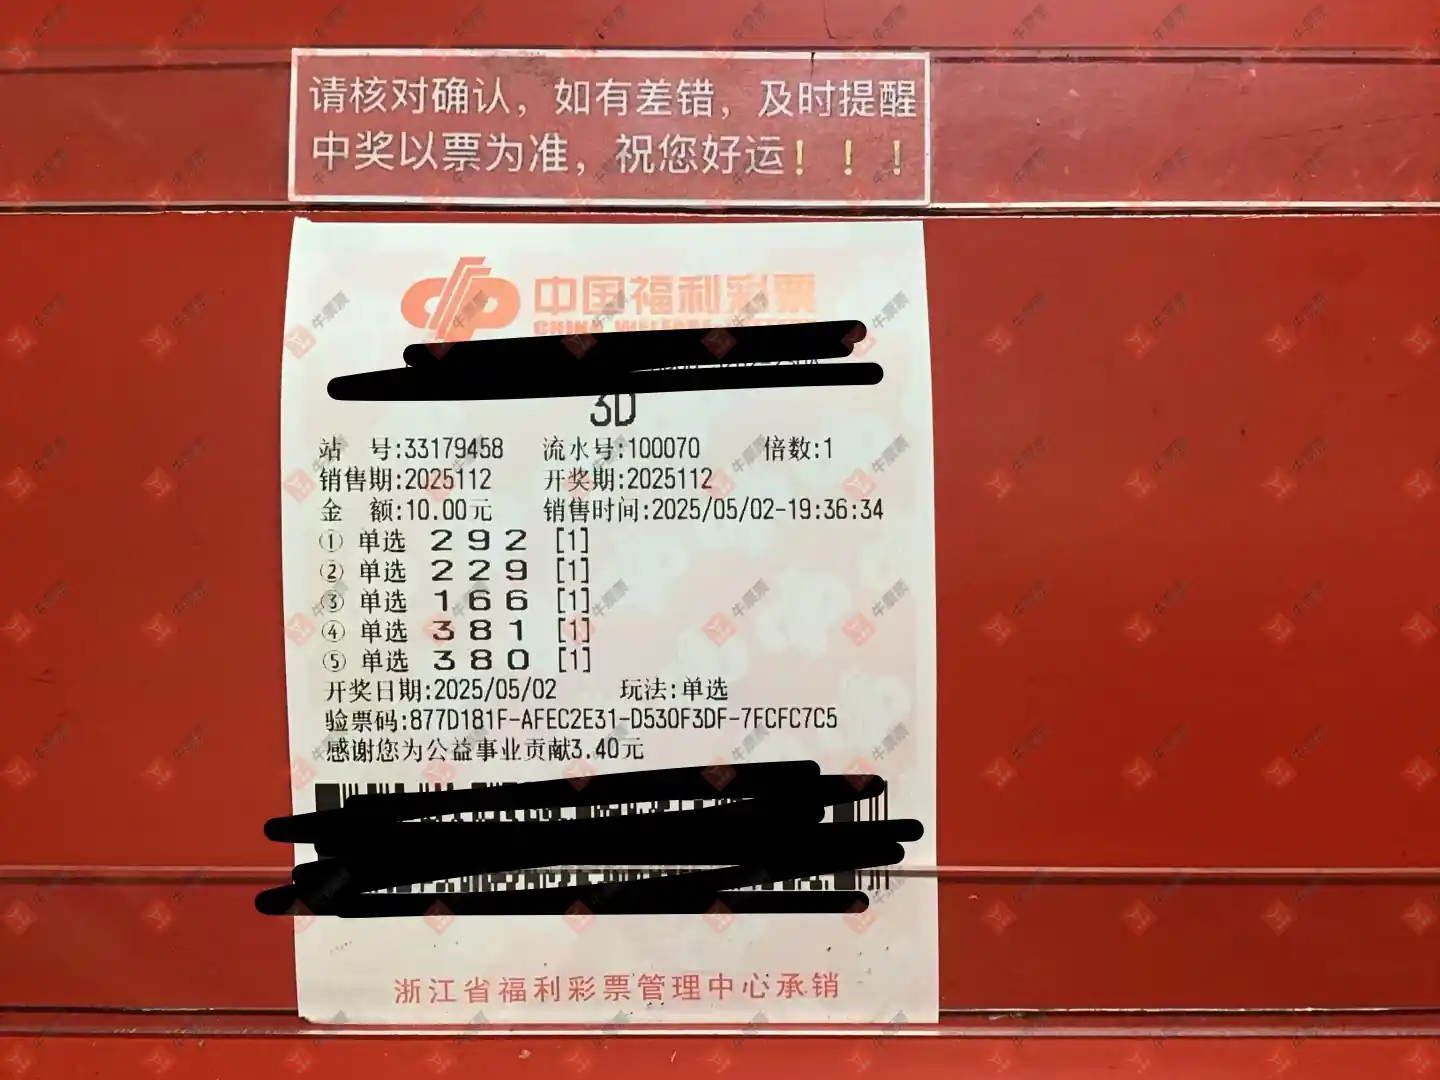 请核对确认，如有差错，及时提醒
中奖以票为准，祝您好运！！！
中国福利彩票
3D
站 号:33179458 流水号:100070 倍数:1
销售期:2025112 开奖期:2025112
金 额:10.00元 销售时间:2025/05/02-19:36:34
① 单选 2 9 2 [1]
② 单选 2 2 9 [1]
③ 单选 1 6 6 [1]
④ 单选 3 8 1 [1]
⑤ 单选 3 8 0 [1]
开奖日期:2025/05/02 玩法:单选
验票码:877D181F-AFEC2E31-D530F3DF-7FCFC7C5
感谢您为公益事业贡献3.40元
浙江省福利彩票管理中心承销
牛票票